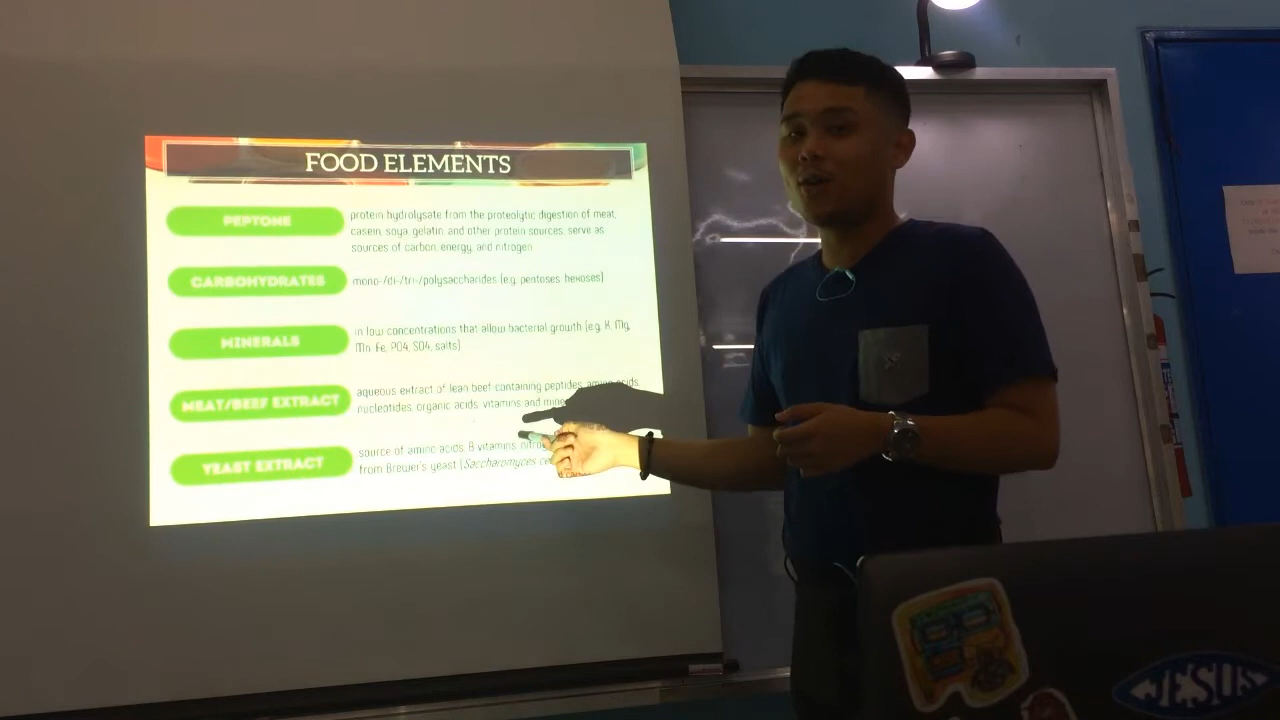 FOOD ELEMENTS
PEPTONE
protein hydrolysate from the proteolytic digestion of meat,
casein, soya, gelatin, and other protein sources, serve as
sources of carbon, energy, and nitrogen
CARBOHYDRATES
mono-/di-/tri-/polysaccharides (e.g. pentoses, hexoses)
MINERALS
in low concentrations that allow bacterial growth (e.g. K, Mg,
Mn, Fe, PO4, SO4, salts)
MEAT/BEEF EXTRACT
aqueous extract of lean beef containing peptides, amino acids,
nucleotides, organic acids, vitamins and
YEAST EXTRACT
source of amino acids, B vitamins,
from Brewer's yeast (Saccharomyces
JESUS